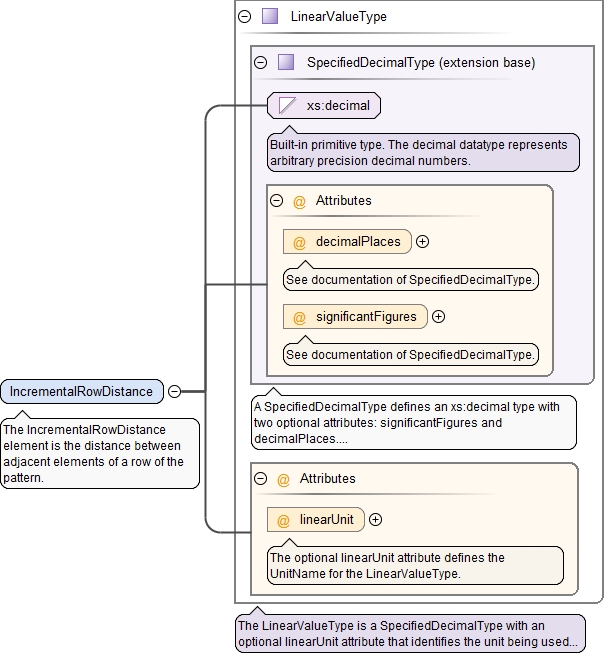 LinearValueType
SpecifiedDecimalType (extension base)
xs:decimal
Built-in primitive type. The decimal datatype represents
arbitrary precision decimal numbers.
@ Attributes
@ decimalPlaces
See documentation of SpecifiedDecimalType.
@ significantFigures
See documentation of SpecifiedDecimalType.
IncrementalRowDistance
The IncrementalRowDistance
element is the distance between
adjacent elements of a row of the
pattern.
A SpecifiedDecimalType defines an xs:decimal type with
two optional attributes: significantFigures and
decimalPlaces....
@ Attributes
@ linearUnit
The optional linearUnit attribute defines the
UnitName for the LinearValueType.
The LinearValueType is a SpecifiedDecimalType with an
optional linearUnit attribute that identifies the unit being used...